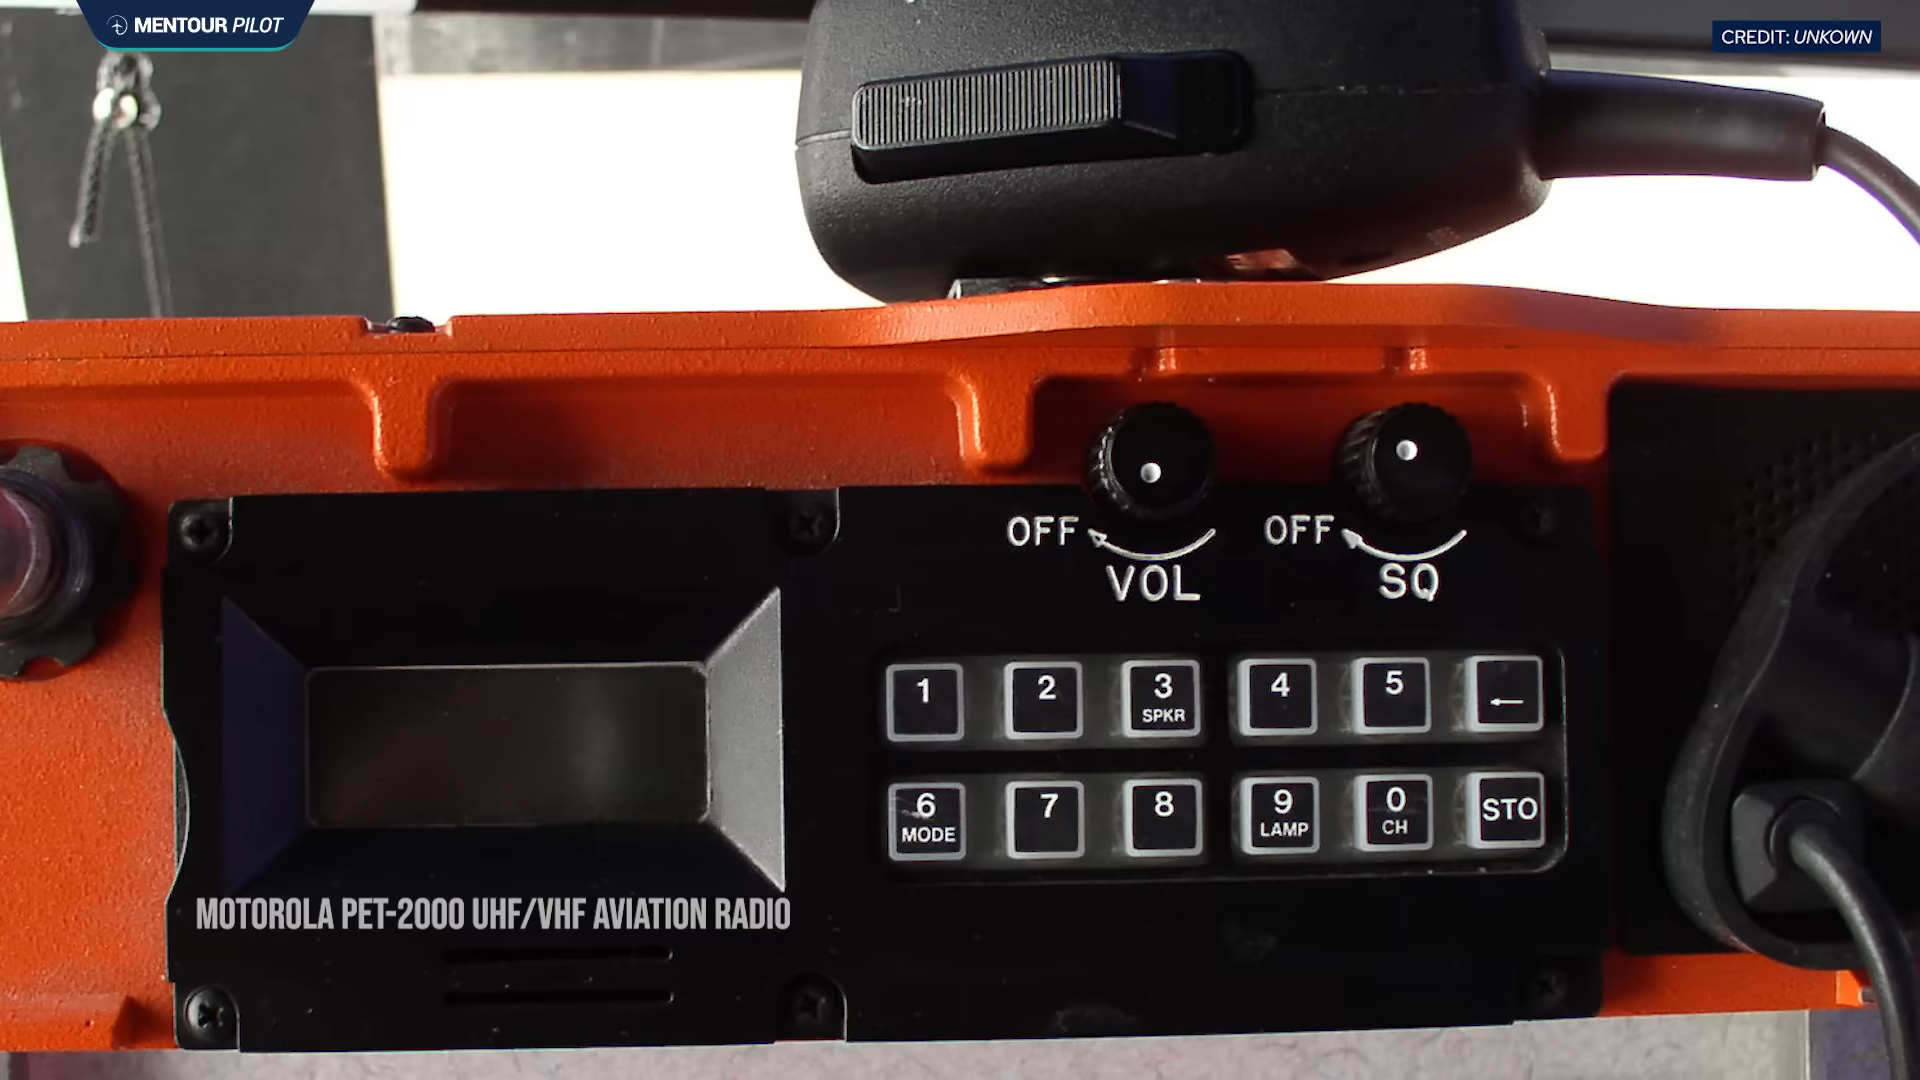 MENTOUR PILOT
CREDIT: UNKOWN
OFF
VOL
OFF
SQ
1
2
3
SPKR
4
5
←
6
MODE
7
8
9
LAMP
0
CH
STO
MOTOROLA PET-2000 UHF/VHF AVIATION RADIO